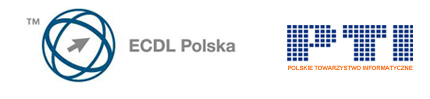 TM
ECDL Polska
PTI
POLSKIE TOWARZYSTWO INFORMATYCZNE